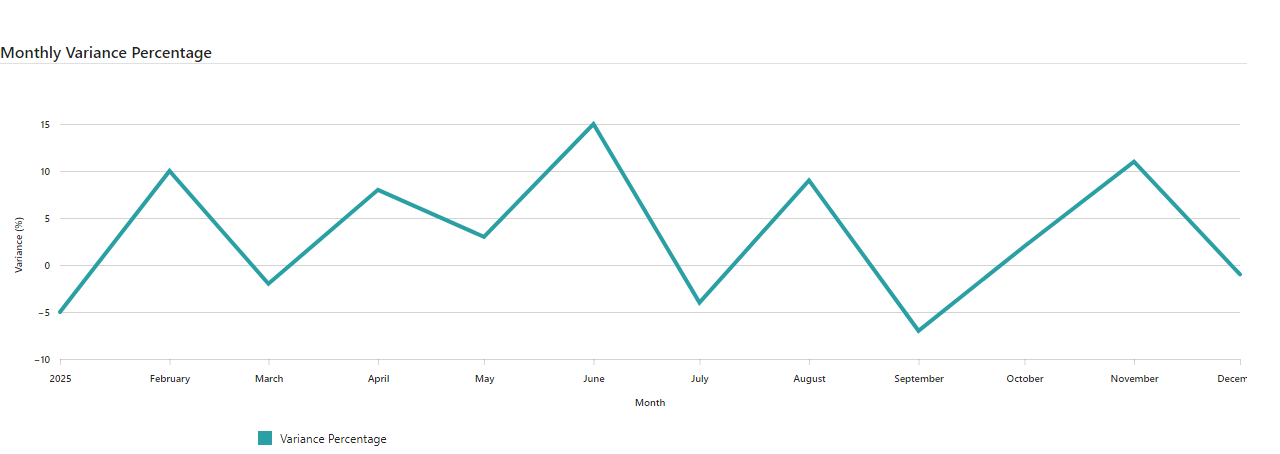 Monthly Variance Percentage
15
10
5
0
−5
−10
Variance (%)
2025 February March April May June July August September October November Decem
Month
Variance Percentage